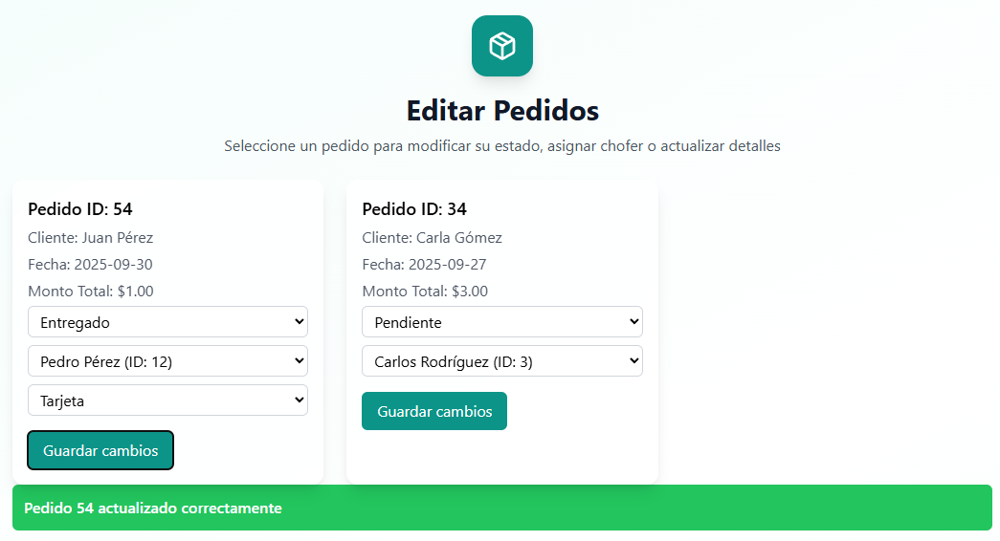 Editar Pedidos
Seleccione un pedido para modificar su estado, asignar chofer o actualizar detalles
Pedido ID: 54
Cliente: Juan Pérez
Fecha: 2025-09-30
Monto Total: $1.00
Entregado
Pedro Pérez (ID: 12)
Tarjeta
Guardar cambios
Pedido ID: 34
Cliente: Carla Gómez
Fecha: 2025-09-27
Monto Total: $3.00
Pendiente
Carlos Rodríguez (ID: 3)
Guardar cambios
Pedido 54 actualizado correctamente